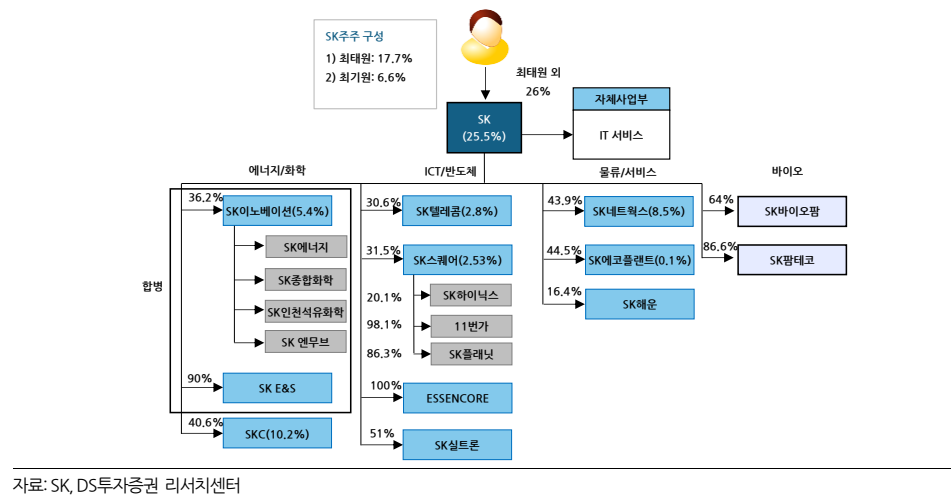 SK주주 구성
1) 최태원: 17.7%
2) 최기원: 6.6%
최태원 외
26%
SK
(25.5%)
자체사업부
IT 서비스
에너지/화학
ICT/반도체
물류/서비스
바이오
36.2%
SK이노베이션(5.4%)
SK에너지
SK종합화학
SK인천석유화학
SK 엔무브
합병
90%
SK E&S
40.6%
SKC(10.2%)
30.6%
SK텔레콤(2.8%)
31.5%
SK스퀘어(2.53%)
20.1%
SK하이닉스
98.1%
11번가
86.3%
SK플래닛
100%
ESSENCORE
51%
SK실트론
43.9%
SK네트웍스(8.5%)
44.5%
SK에코플랜트(0.1%)
16.4%
SK해운
64%
SK바이오팜
86.6%
SK팜테코
자료: SK, DS투자증권 리서치센터